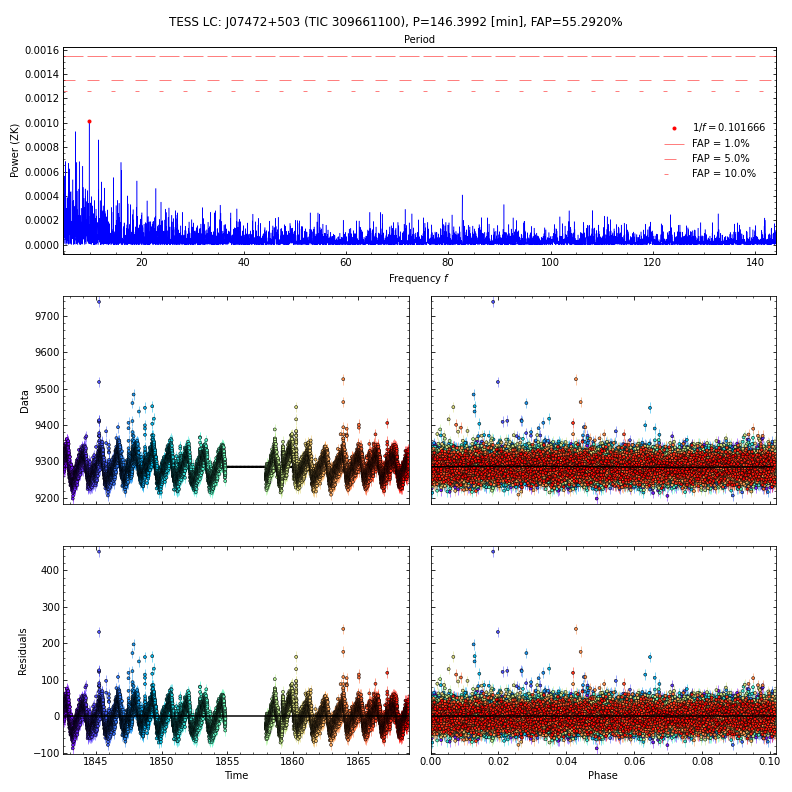 TESS LC: J07472+503 (TIC 309661100), P=146.3992 [min], FAP=55.2920%
Period
0.0016
0.0014
0.0012
0.0010
0.0008
0.0006
0.0004
0.0002
0.0000
Power (ZK)
1/f = 0.101666
FAP = 1.0%
FAP = 5.0%
FAP = 10.0%
20 40 60 80 100 120 140
Frequency f
9700
9600
9500
9400
9300
9200
Data
400
300
200
100
0
−100
Residuals
1845 1850 1855 1860 1865
Time
0.00 0.02 0.04 0.06 0.08 0.10
Phase